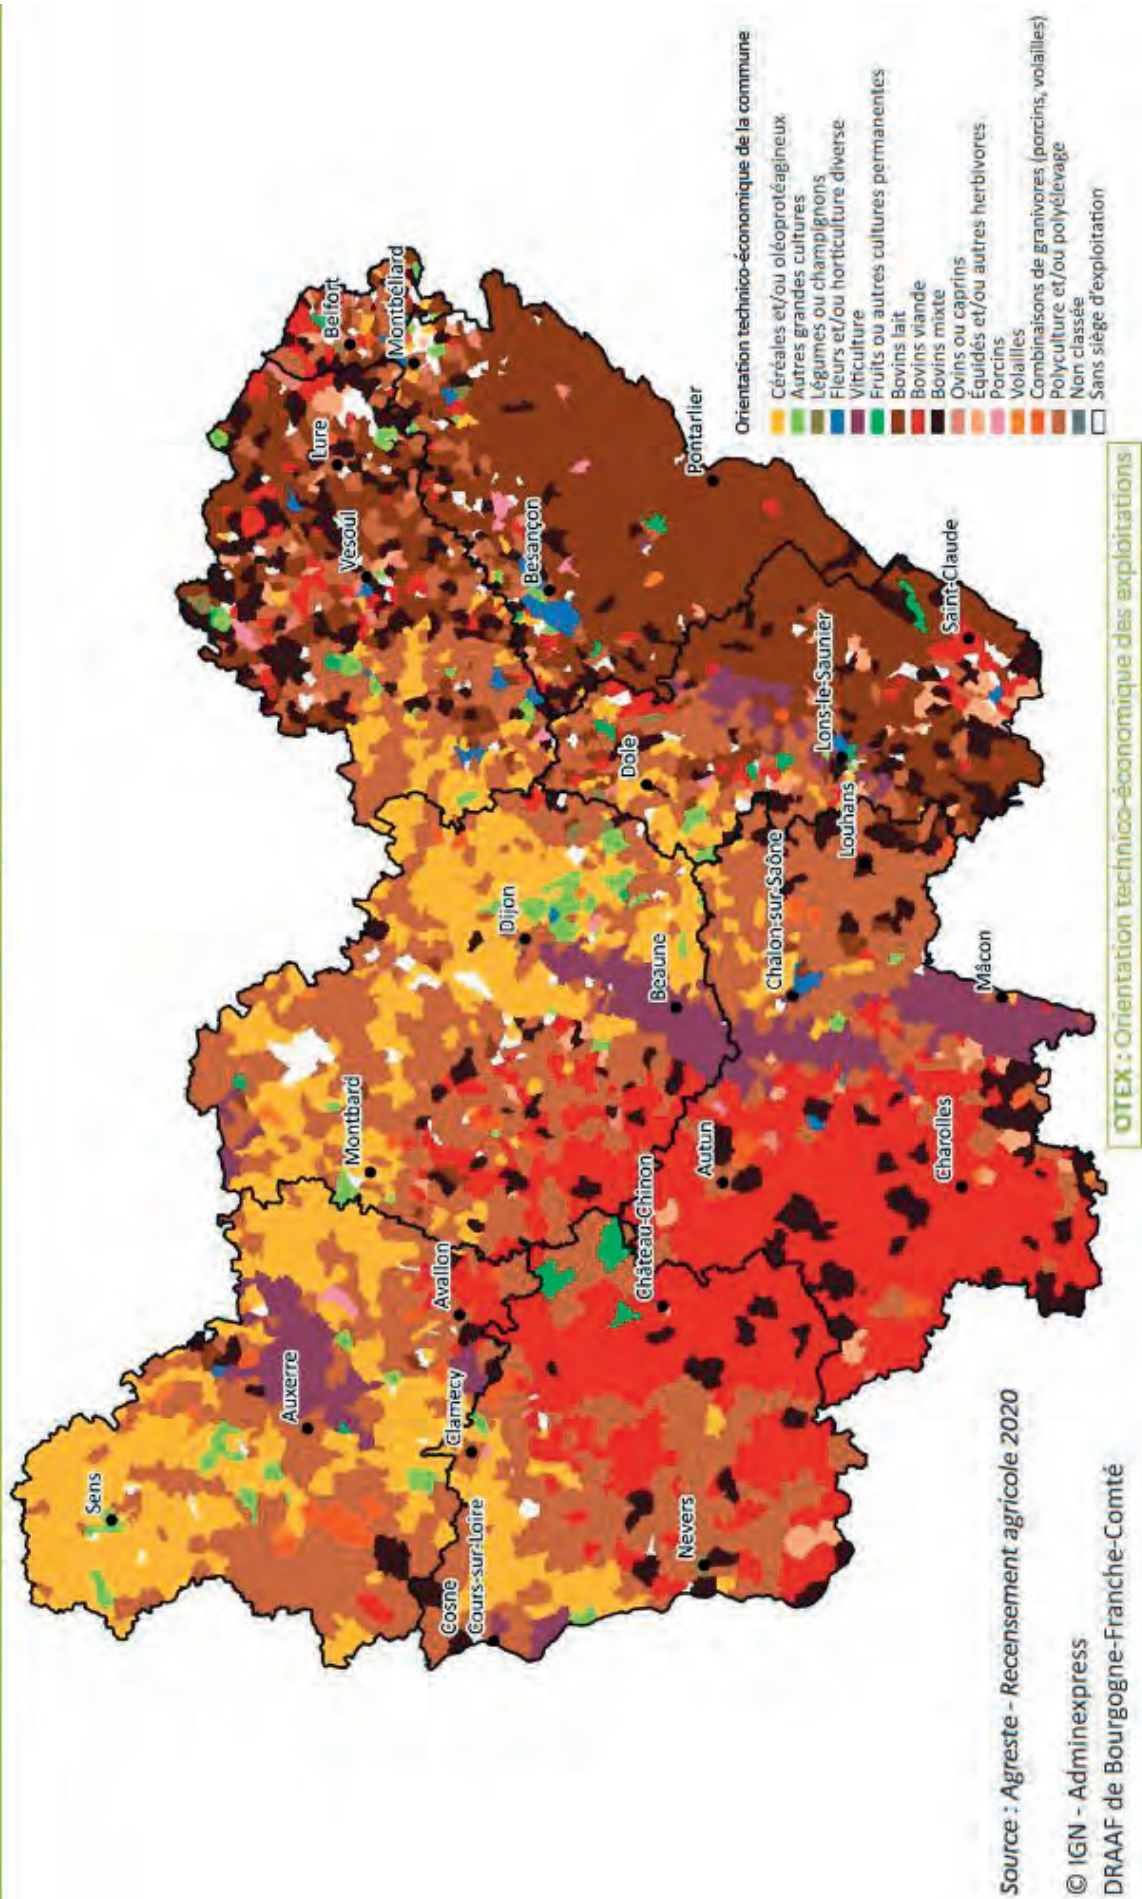 Sens
Auxerre
Montbard
Avallon
Clamecy
Cosne
Cours-sur-Loire
Nevers
Château-Chinon
Autun
Charolles
Mâcon
Dijon
Beaune
Chalon-sur-Saône
Louhans
Lons-le-Saunier
Dole
Saint-Claude
Besançon
Pontarlier
Vesoul
Lure
Belfort
Montbéliard
Orientation technico-économique de la commune
Céréales et/ou oléoprotéagineux
Autres grandes cultures
Légumes ou champignons
Fleurs et/ou horticulture diverse
Viticulture
Fruits ou autres cultures permanentes
Bovins lait
Bovins viande
Bovins mixte
Ovins ou caprins
Equidés et/ou autres herbivores
Porcins
Volailles
Combinaisons de granivores (porcins, volailles)
Polyculture et/ou polyélevage
Non classée
Sans siège d'exploitation
Source : Agreste - Recensement agricole 2020
© IGN - Adminexpress
DRAAF de Bourgogne-Franche-Comté
OTEX : Orientation technico-économique des exploitations